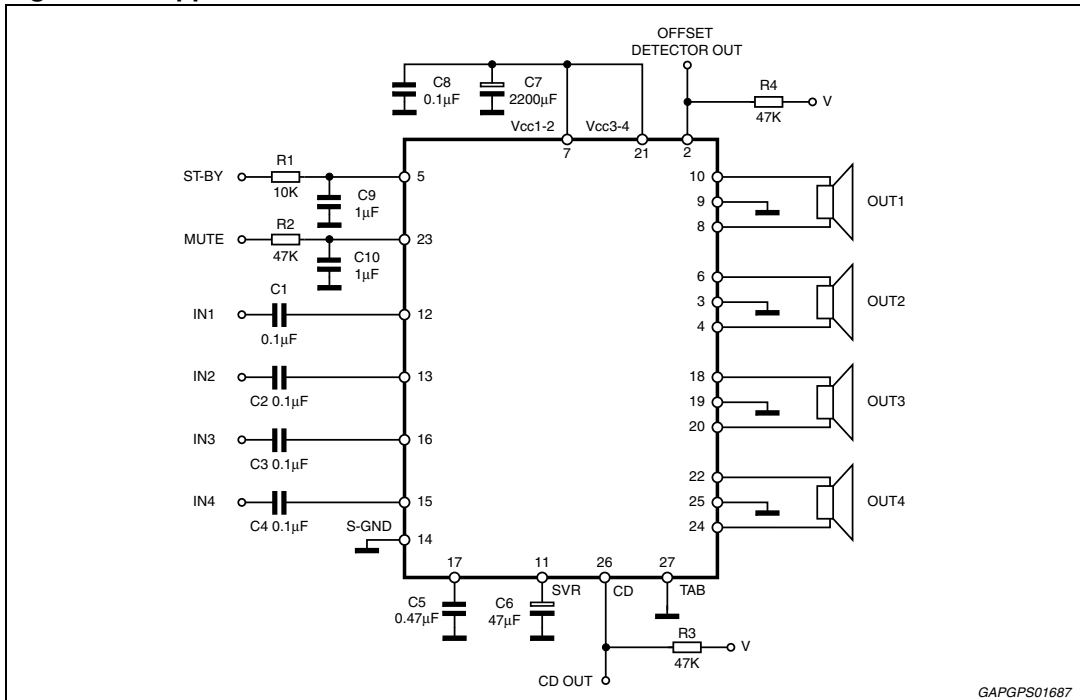 OFFSET
DETECTOR OUT
C8
0.1µF
C7
2200µF
R4
47K
V
Vcc1-2
Vcc3-4
7
21
2
ST-BY
R1
10K
5
C9
1µF
MUTE
R2
47K
23
C10
1µF
IN1
C1
0.1µF
12
IN2
C2 0.1µF
13
IN3
C3 0.1µF
16
IN4
C4 0.1µF
15
S-GND
14
10
9
8
OUT1
6
3
4
OUT2
18
19
20
OUT3
22
25
24
OUT4
17
11
26
27
SVR
CD
TAB
C5
0.47µF
C6
47µF
R3
47K
V
CD OUT
GAPGPS01687